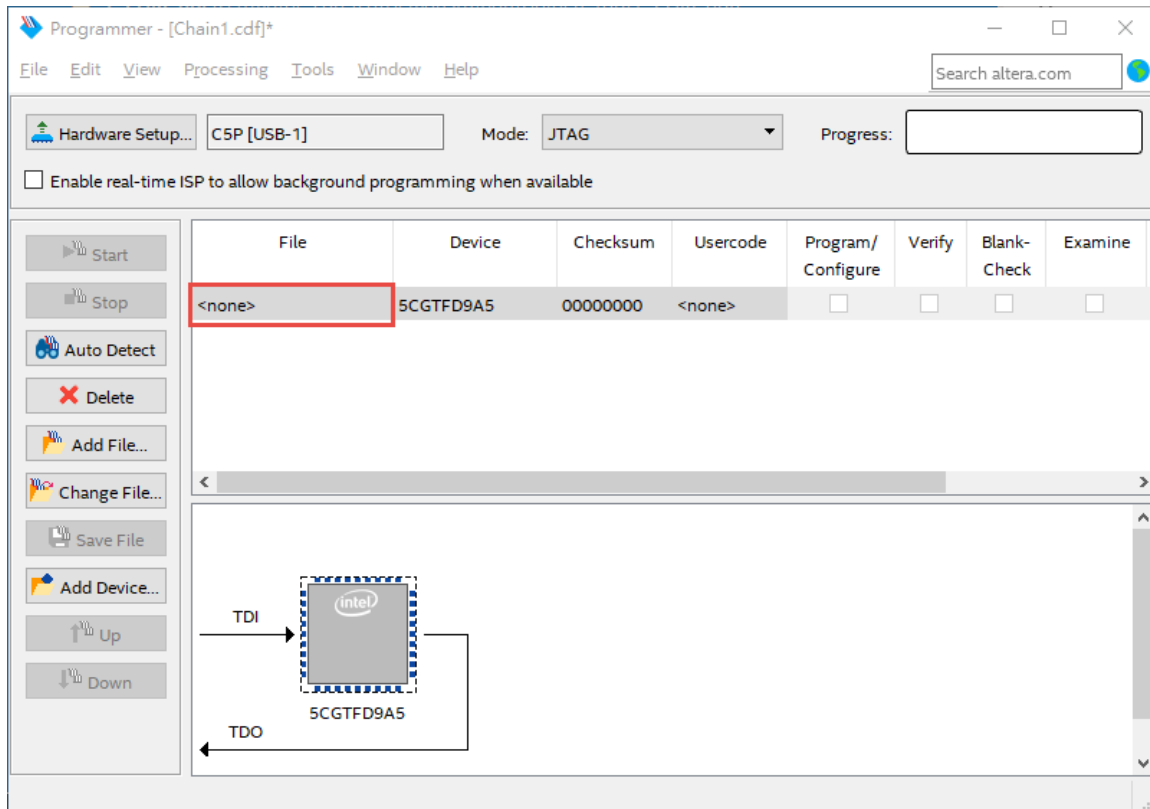 Programmer - [Chain1.cdf]*
File Edit View Processing Tools Window Help
Search altera.com
Hardware Setup... C5P [USB-1] Mode: JTAG Progress:
Enable real-time ISP to allow background programming when available
File Device Checksum Usercode Program/ Verify Blank- Examine
Configure Check
<none> 5CGTFD9A5 00000000 <none>
Start
Stop
Auto Detect
Delete
Add File...
Change File...
Save File
Add Device...
Up
Down
TDI
intel
5CGTFD9A5
TDO